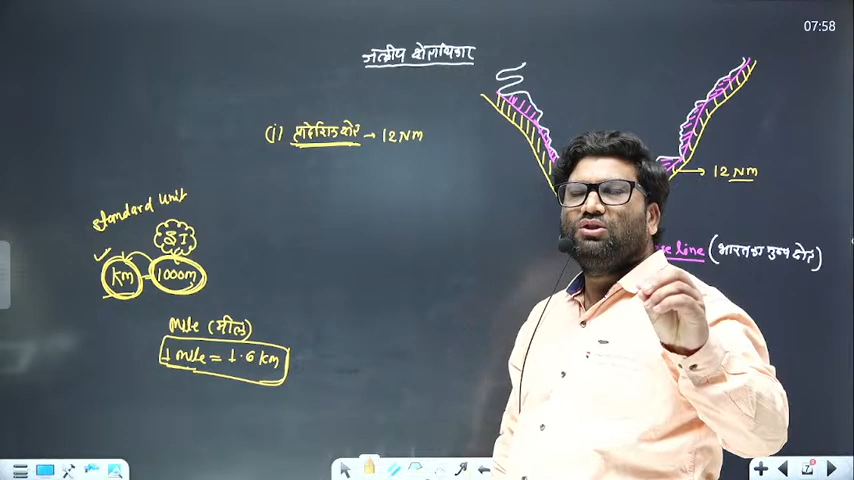 07:58
जलीय क्षेत्राधिकार
(i) प्रादेशिक क्षेत्र → 12 Nm
→ 12 Nm
Standard Unit
SI
km = 1000m
se line (भारत का मुख्य क्षेत्र)
mile (मील)
1 mile = 1.6 km